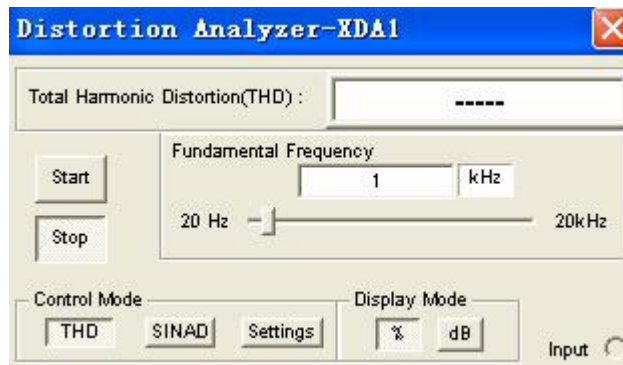 Distortion Analyzer-XDA1
Total Harmonic Distortion(THD) :
-----
Fundamental Frequency
Start
1
kHz
Stop
20 Hz
20kHz
Control Mode
Display Mode
THD
SINAD
Settings
%
dB
Input